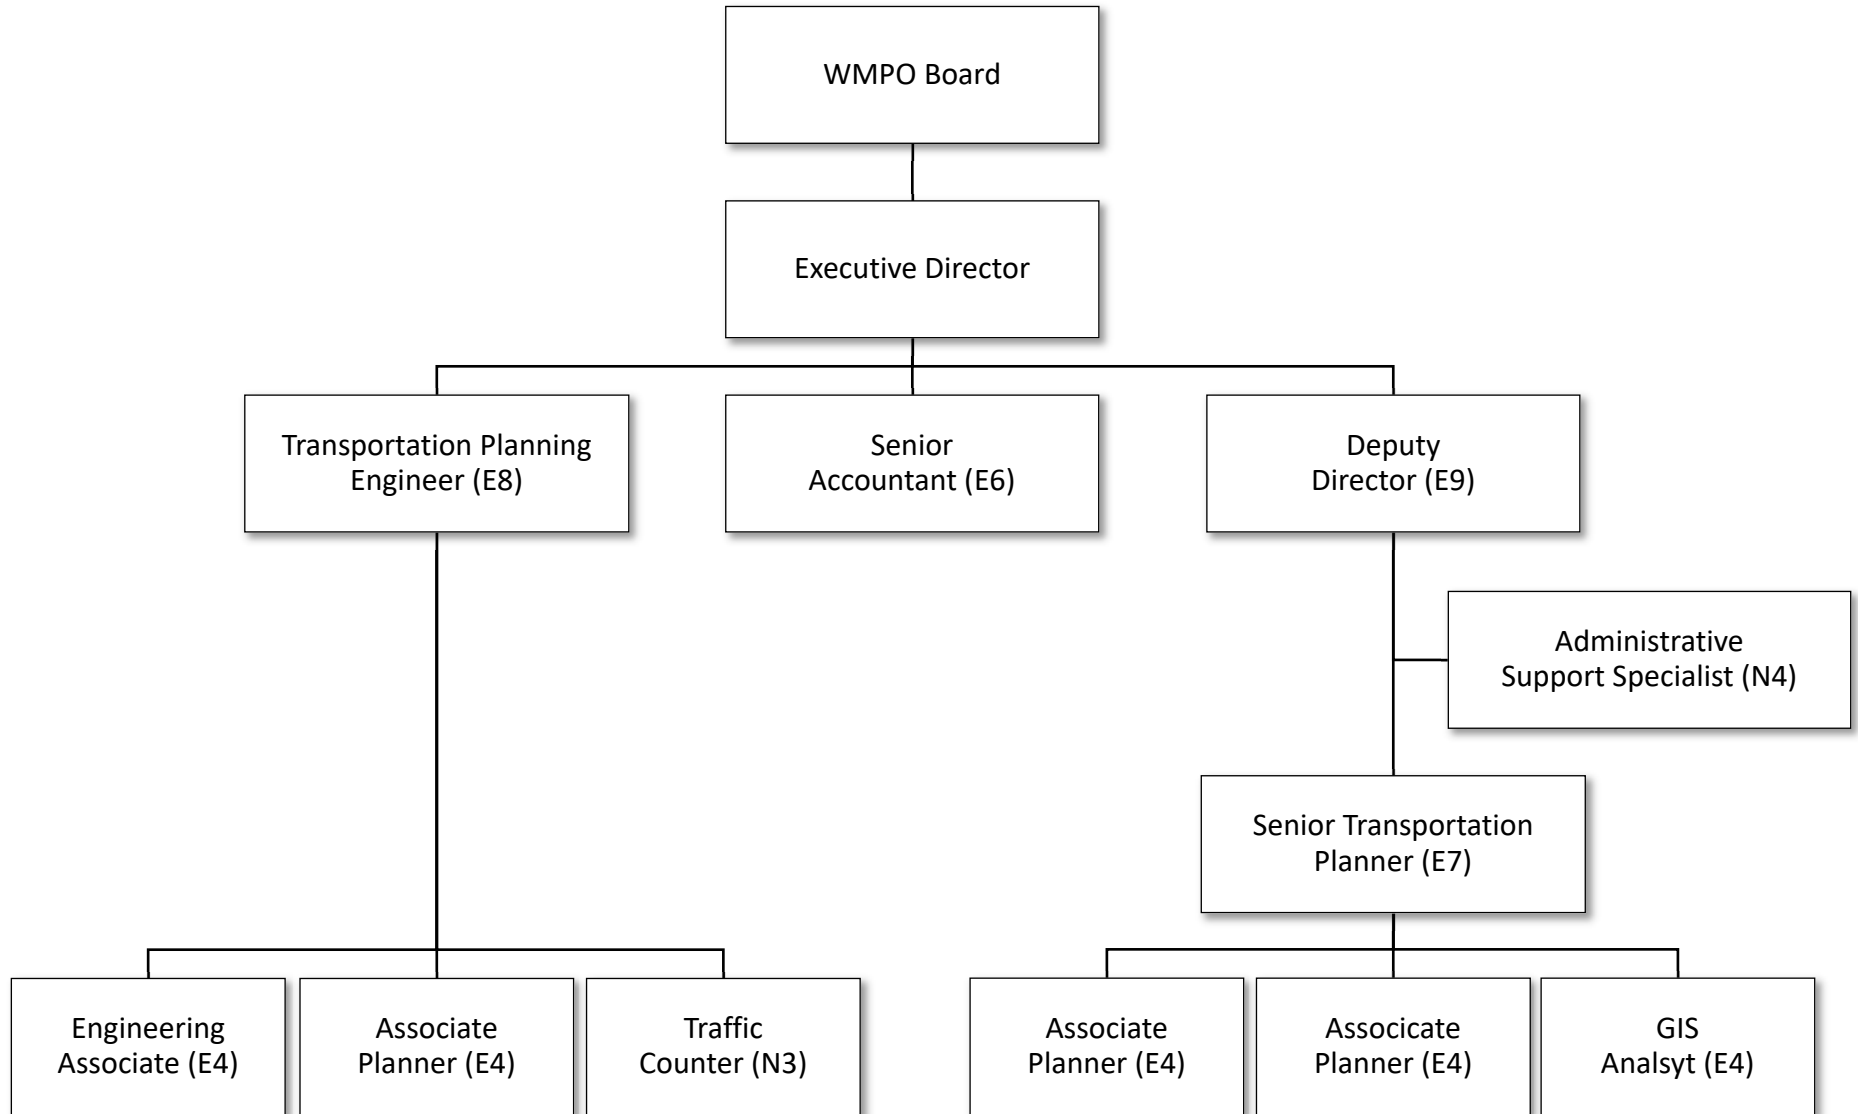 WMPO Board
Executive Director
Transportation Planning
Engineer (E8)
Senior
Accountant (E6)
Deputy
Director (E9)
Administrative
Support Specialist (N4)
Senior Transportation
Planner (E7)
Engineering
Associate (E4)
Associate
Planner (E4)
Traffic
Counter (N3)
Associate
Planner (E4)
Associcate
Planner (E4)
GIS
Analsyt (E4)